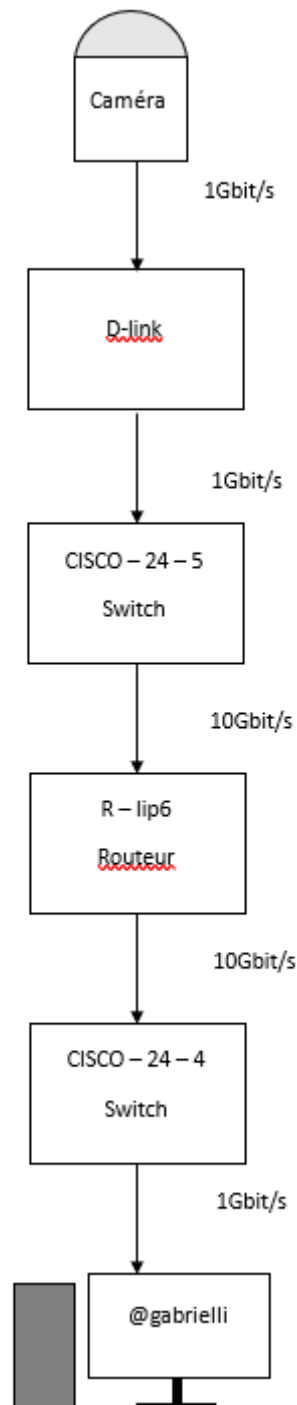 Caméra
1Gbit/s
D-link
1Gbit/s
CISCO – 24 – 5
Switch
10Gbit/s
R – lip6
Routeur
10Gbit/s
CISCO – 24 – 4
Switch
1Gbit/s
@gabrielli